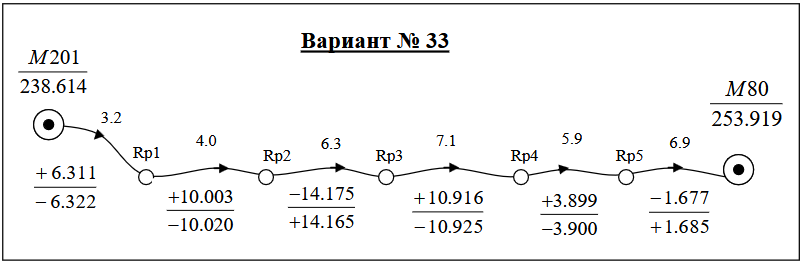 Вариант № 33
M201
238.614
M80
253.919
3.2
4.0
6.3
7.1
5.9
6.9
Rp1
Rp2
Rp3
Rp4
Rp5
+6.311
−6.322
+10.003
−10.020
−14.175
+14.165
+10.916
−10.925
+3.899
−3.900
−1.677
+1.685